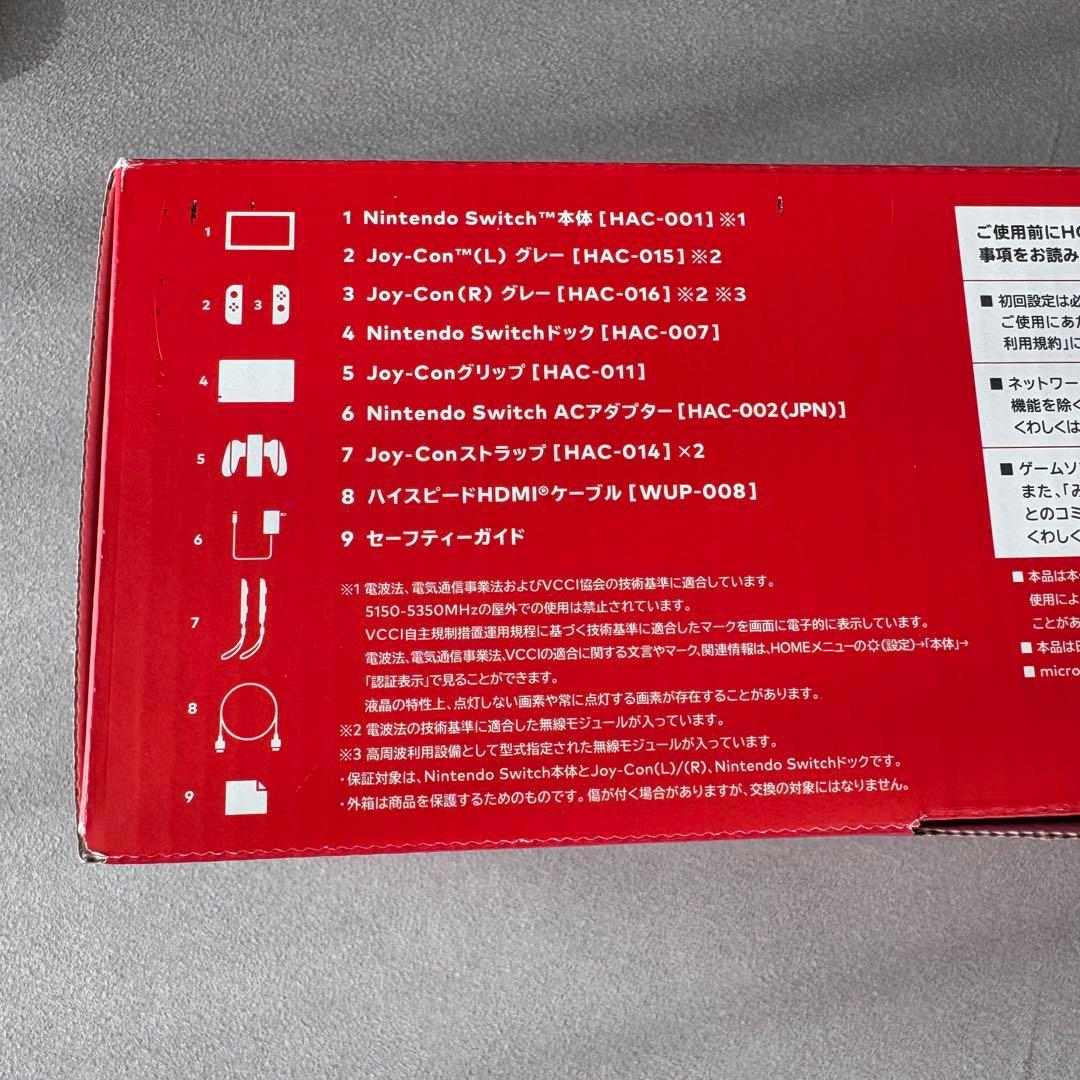 1 Nintendo Switch™本体 [HAC-001] ※1
2 Joy-Con™(L) グレー [HAC-015] ※2
3 Joy-Con(R) グレー [HAC-016] ※2 ※3
4 Nintendo Switchドック [HAC-007]
5 Joy-Conグリップ [HAC-011]
6 Nintendo Switch ACアダプター [HAC-002(JPN)]
7 Joy-Conストラップ [HAC-014] ×2
8 ハイスピードHDMI®ケーブル [WUP-008]
9 セーフティーガイド
※1 電波法、電気通信事業法およびVCCI協会の技術基準に適合しています。
5150-5350MHzの屋外での使用は禁止されています。
VCCI自主規制措置運用規程に基づく技術基準に適合したマークを画面に電子的に表示しています。
電波法、電気通信事業法、VCCIの適合に関する文言やマーク、関連情報は、HOMEメニューの(設定)→「本体」→
「認証表示」で見ることができます。
液晶の特性上、点灯しない画素や常に点灯する画素が存在することがあります。
※2 電波法の技術基準に適合した無線モジュールが入っています。
※3 高周波利用設備として型式指定された無線モジュールが入っています。
・保証対象は、Nintendo Switch本体とJoy-Con(L)/(R)、Nintendo Switchドックです。
・外箱は商品を保護するためのものです。傷が付く場合がありますが、交換の対象にはなりません。
1
2 3
4
5
6
7
8
9
ご使用前にHO
事項をお読み
■ 初回設定は必
ご使用にあた
利用規約」に
■ ネットワー
機能を除く
くわしくは
■ ゲームソフ
また、「み
とのコミ
くわしく
■ 本品は本
使用によ
ことがあ
■ 本品は日
■ micro